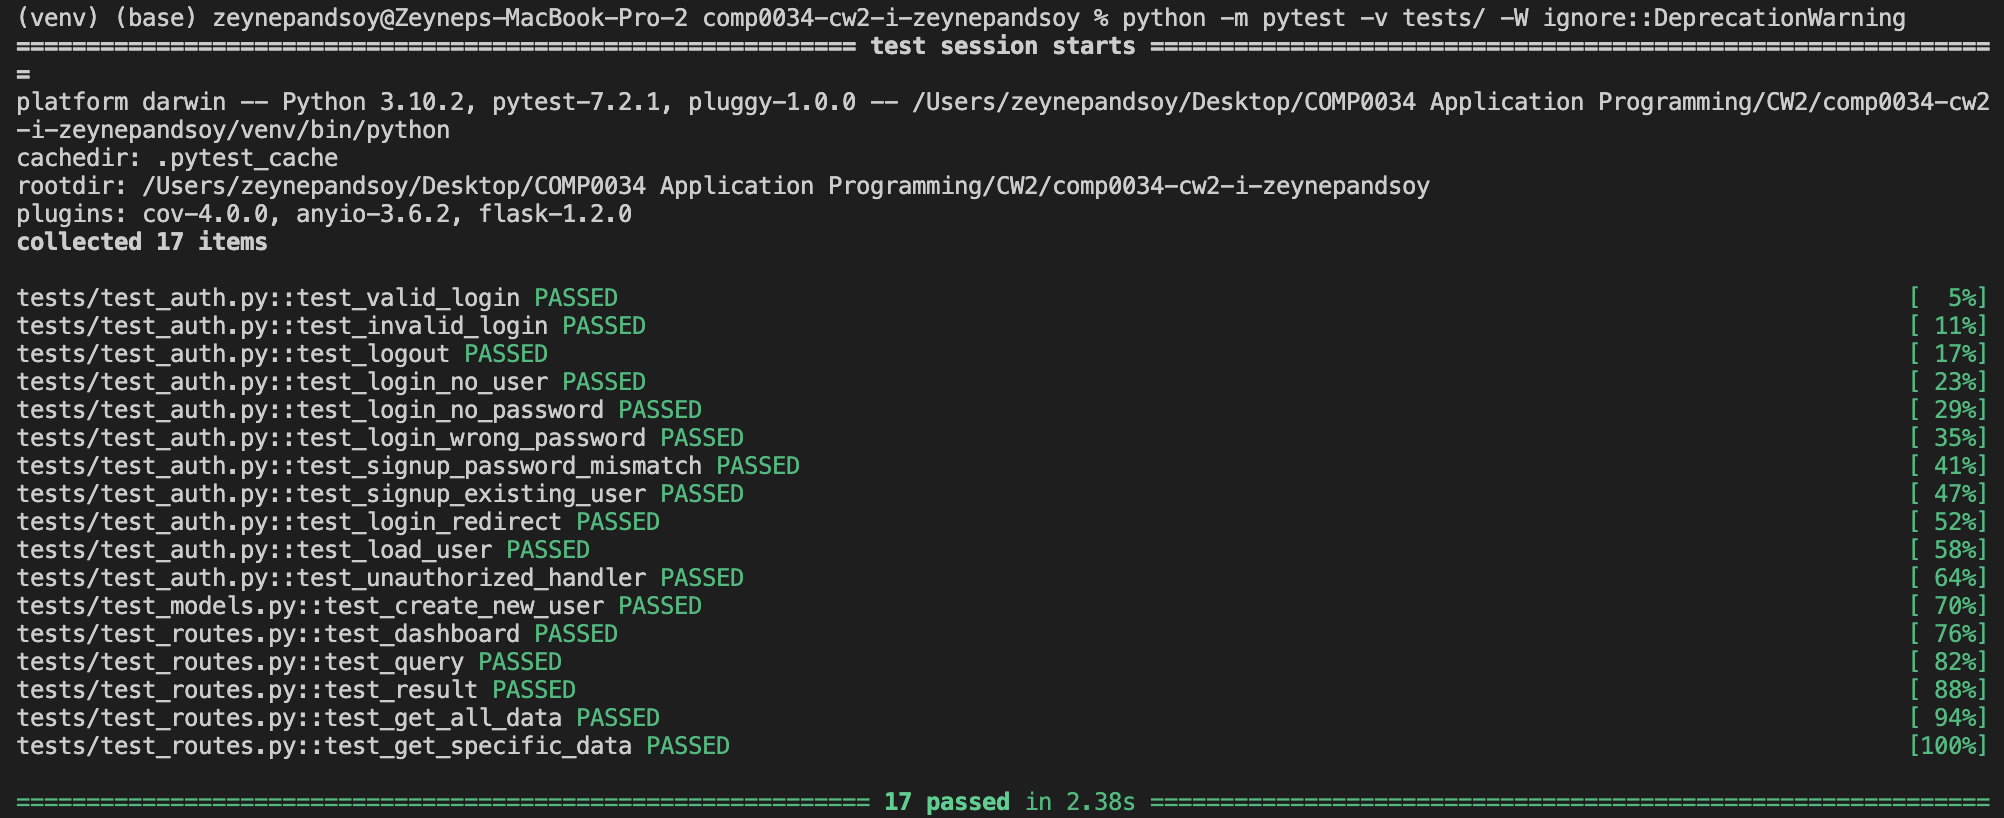 (venv) (base) zeynepandsoy@Zeyneps-MacBook-Pro-2 comp0034-cw2-i-zeynepandsoy % python -m pytest -v tests/ -W ignore::DeprecationWarning
============================================================ test session starts ============================================================
=
platform darwin -- Python 3.10.2, pytest-7.2.1, pluggy-1.0.0 -- /Users/zeynepandsoy/Desktop/COMP0034 Application Programming/CW2/comp0034-cw2
-i-zeynepandsoy/venv/bin/python
cachedir: .pytest_cache
rootdir: /Users/zeynepandsoy/Desktop/COMP0034 Application Programming/CW2/comp0034-cw2-i-zeynepandsoy
plugins: cov-4.0.0, anyio-3.6.2, flask-1.2.0
collected 17 items
tests/test_auth.py::test_valid_login PASSED [  5%]
tests/test_auth.py::test_invalid_login PASSED [ 11%]
tests/test_auth.py::test_logout PASSED [ 17%]
tests/test_auth.py::test_login_no_user PASSED [ 23%]
tests/test_auth.py::test_login_no_password PASSED [ 29%]
tests/test_auth.py::test_login_wrong_password PASSED [ 35%]
tests/test_auth.py::test_signup_password_mismatch PASSED [ 41%]
tests/test_auth.py::test_signup_existing_user PASSED [ 47%]
tests/test_auth.py::test_login_redirect PASSED [ 52%]
tests/test_auth.py::test_load_user PASSED [ 58%]
tests/test_auth.py::test_unauthorized_handler PASSED [ 64%]
tests/test_models.py::test_create_new_user PASSED [ 70%]
tests/test_routes.py::test_dashboard PASSED [ 76%]
tests/test_routes.py::test_query PASSED [ 82%]
tests/test_routes.py::test_result PASSED [ 88%]
tests/test_routes.py::test_get_all_data PASSED [ 94%]
tests/test_routes.py::test_get_specific_data PASSED [100%]
============================================================= 17 passed in 2.38s ============================================================